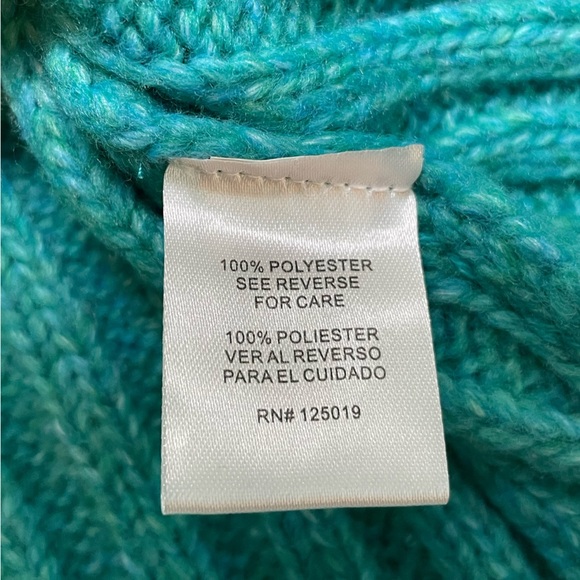 100% POLYESTER
SEE REVERSE
FOR CARE
100% POLIESTER
VER AL REVERSO
PARA EL CUIDADO
RN# 125019